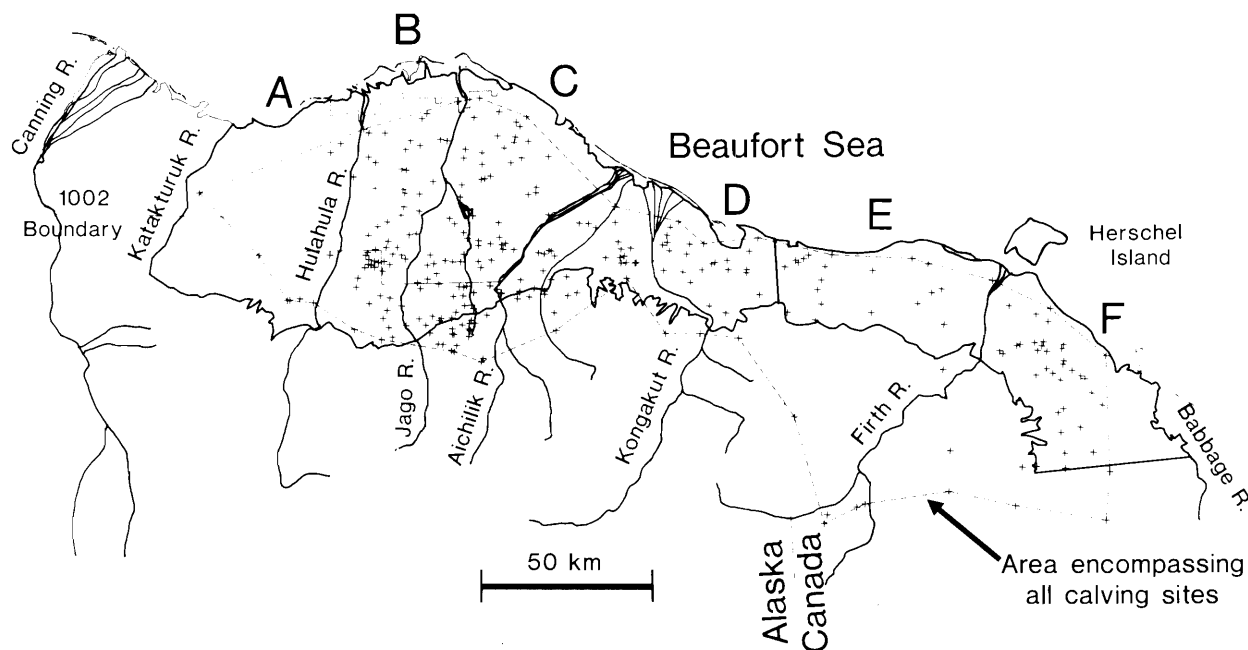 B
A
C
Canning R.
Katakturuk R.
Beaufort Sea
1002
Boundary
Hulahula R.
D
E
Herschel
Island
F
Jago R.
Aichilik R.
Kongakut R.
Firth R.
Babbage R.
50 km
Alaska
Canada
Area encompassing
all calving sites